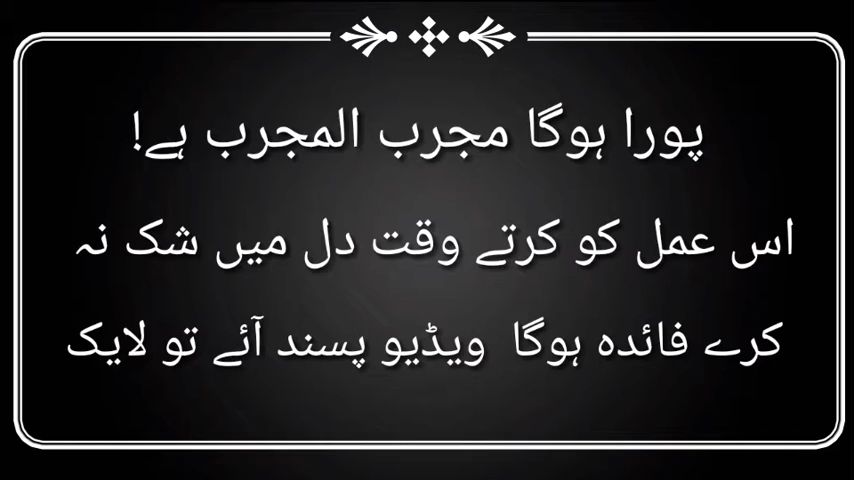 پورا ہوگا مجرب المجرب ہے!
اس عمل کو کرتے وقت دل میں شک نہ
کرے فائدہ ہوگا ویڈیو پسند آئے تو لایک